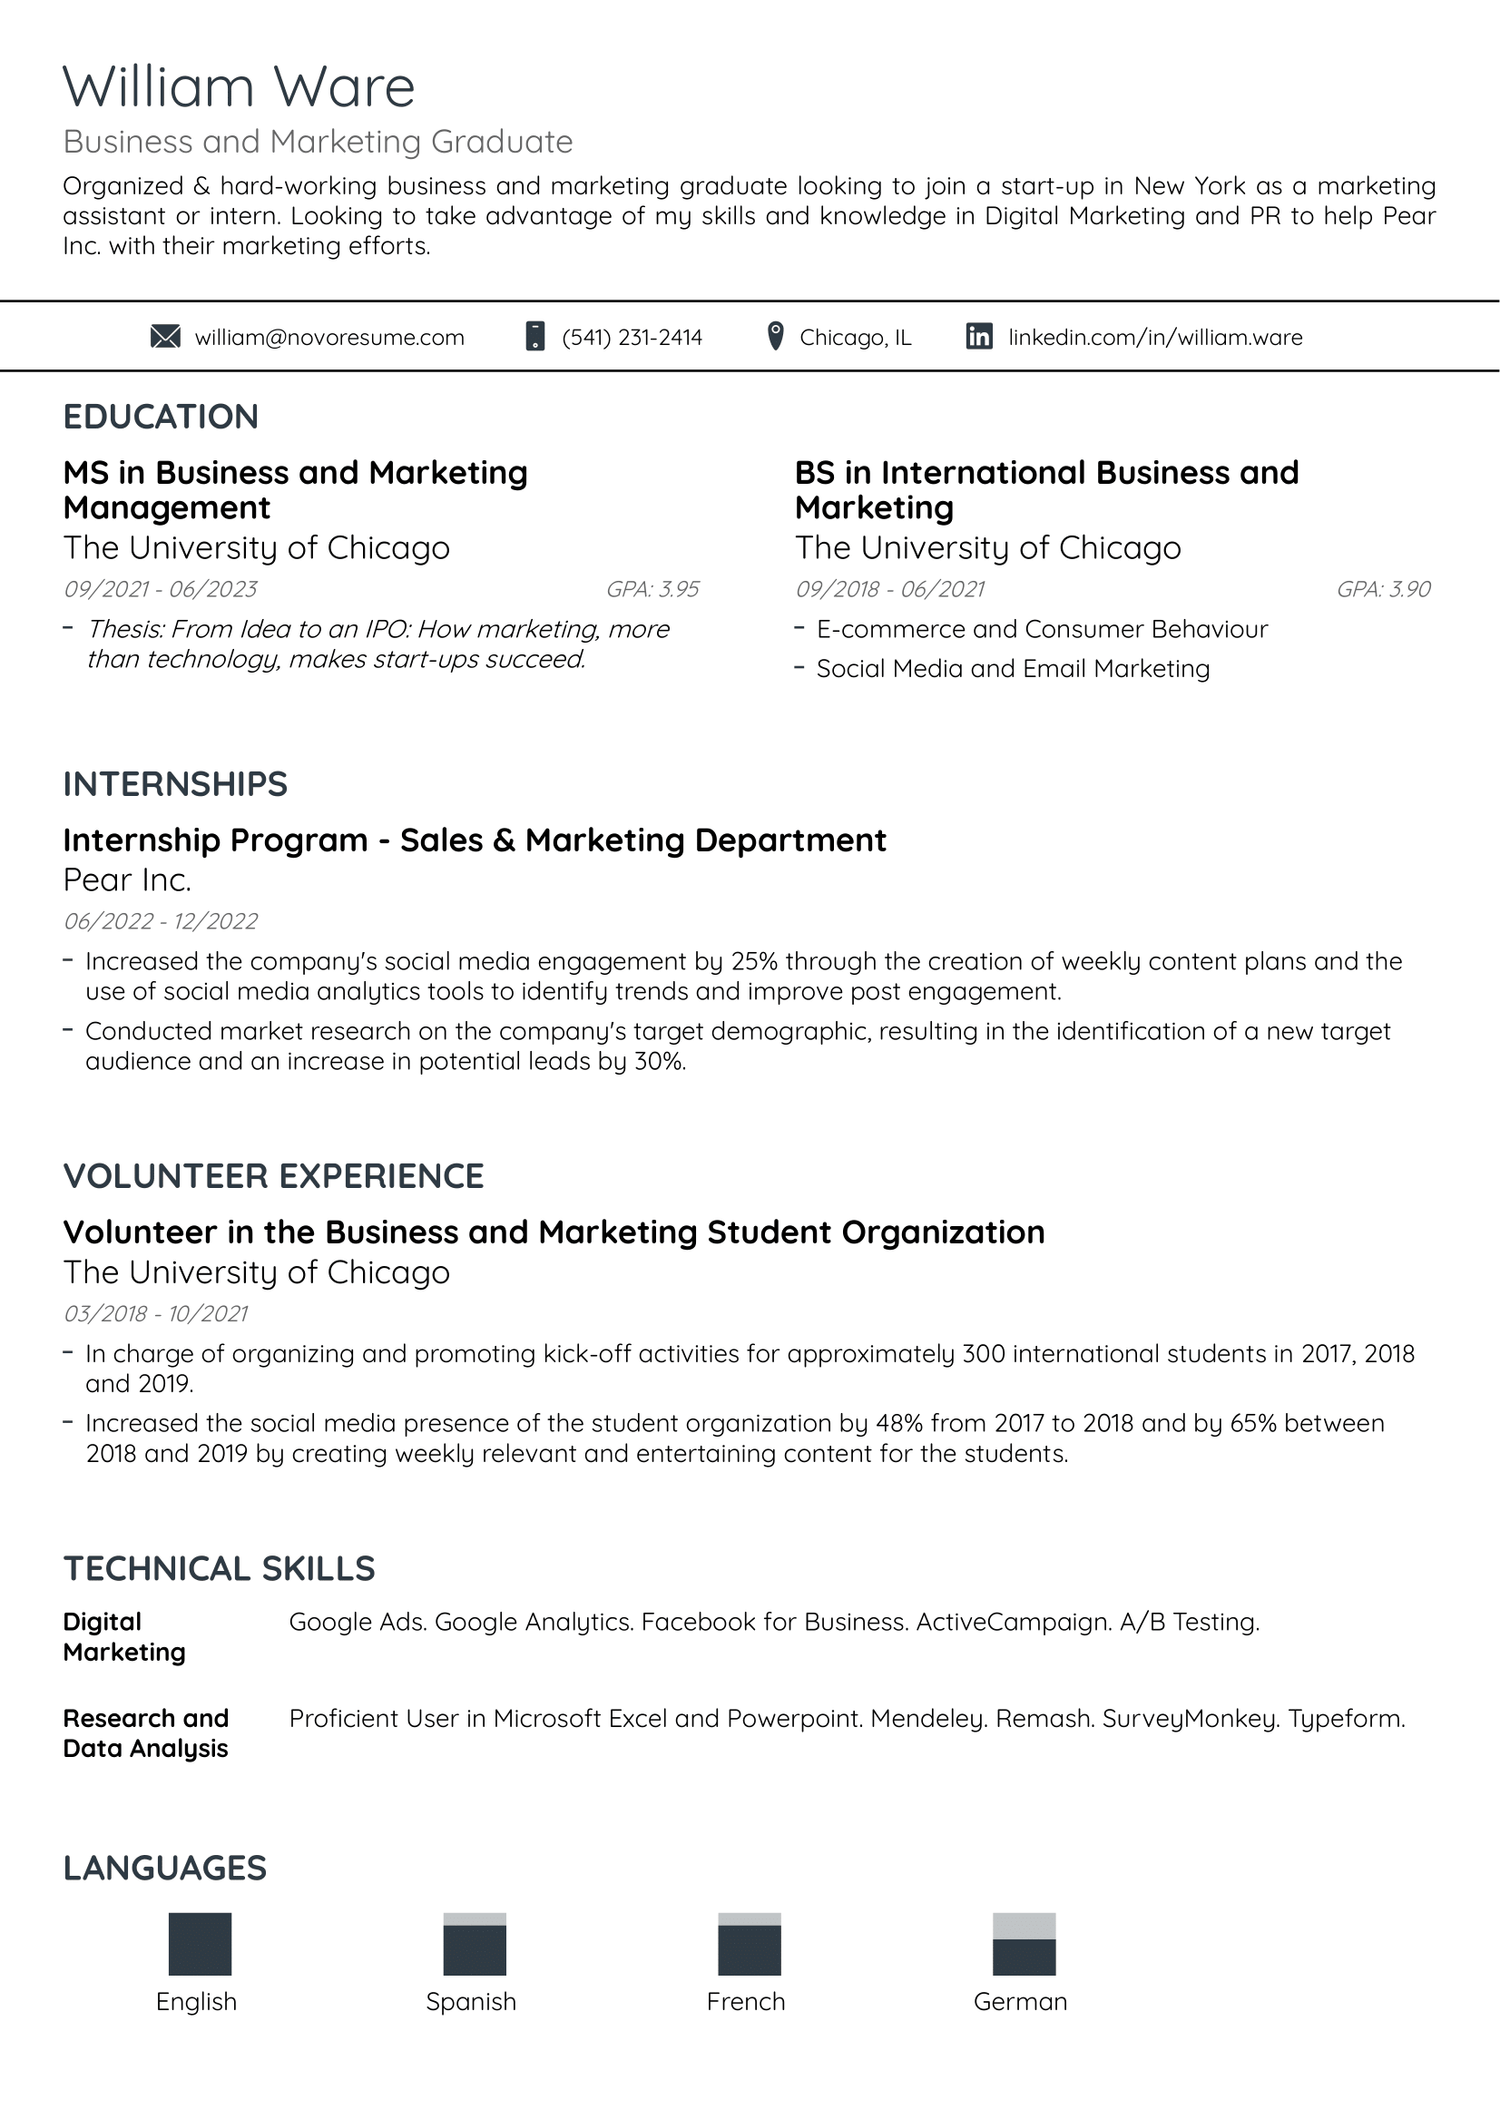 William Ware
Business and Marketing Graduate
Organized & hard-working business and marketing graduate looking to join a start-up in New York as a marketing
assistant or intern. Looking to take advantage of my skills and knowledge in Digital Marketing and PR to help Pear
Inc. with their marketing efforts.
william@novoresume.com
(541) 231-2414
Chicago, IL
linkedin.com/in/william.ware
EDUCATION
MS in Business and Marketing
Management
The University of Chicago
09/2021 - 06/2023 GPA: 3.95
- Thesis: From Idea to an IPO: How marketing, more
than technology, makes start-ups succeed.
BS in International Business and
Marketing
The University of Chicago
09/2018 - 06/2021 GPA: 3.90
- E-commerce and Consumer Behaviour
- Social Media and Email Marketing
INTERNSHIPS
Internship Program - Sales & Marketing Department
Pear Inc.
06/2022 - 12/2022
- Increased the company's social media engagement by 25% through the creation of weekly content plans and the
use of social media analytics tools to identify trends and improve post engagement.
- Conducted market research on the company's target demographic, resulting in the identification of a new target
audience and an increase in potential leads by 30%.
VOLUNTEER EXPERIENCE
Volunteer in the Business and Marketing Student Organization
The University of Chicago
03/2018 - 10/2021
- In charge of organizing and promoting kick-off activities for approximately 300 international students in 2017, 2018
and 2019.
- Increased the social media presence of the student organization by 48% from 2017 to 2018 and by 65% between
2018 and 2019 by creating weekly relevant and entertaining content for the students.
TECHNICAL SKILLS
Digital
Marketing
Google Ads. Google Analytics. Facebook for Business. ActiveCampaign. A/B Testing.
Research and
Data Analysis
Proficient User in Microsoft Excel and Powerpoint. Mendeley. Remash. SurveyMonkey. Typeform.
LANGUAGES
English
Spanish
French
German